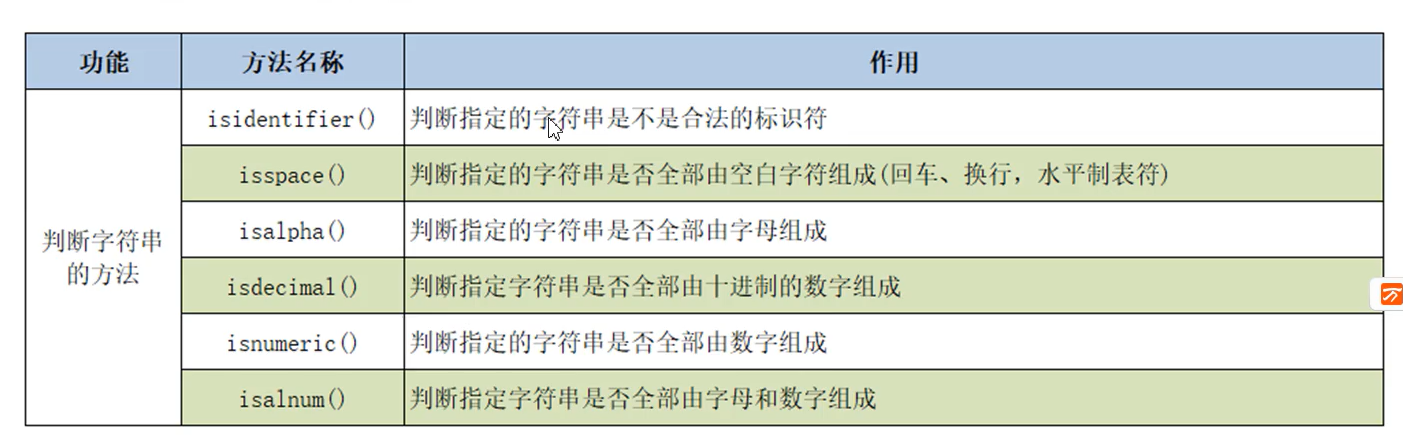 功能 方法名称 作用
isidentifier() 判断指定的字符串是不是合法的标识符
isspace() 判断指定的字符串是否全部由空白字符组成(回车、换行，水平制表符)
isalpha() 判断指定的字符串是否全部由字母组成
判断字符串
的方法
isdecimal() 判断指定字符串是否全部由十进制的数字组成
isnumeric() 判断指定的字符串是否全部由数字组成
isalnum() 判断指定字符串是否全部由字母和数字组成